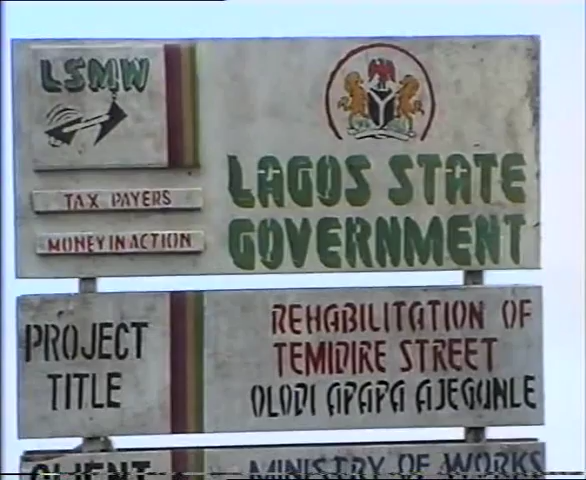 LSMW
TAX PAYERS
MONEY IN ACTION
LAGOS STATE
GOVERNMENT
PROJECT
TITLE
REHABILITATION OF
TEMIDIRE STREET
OLODI APAPA AJEGUNLE
CLIENT
MINISTRY OF WORKS